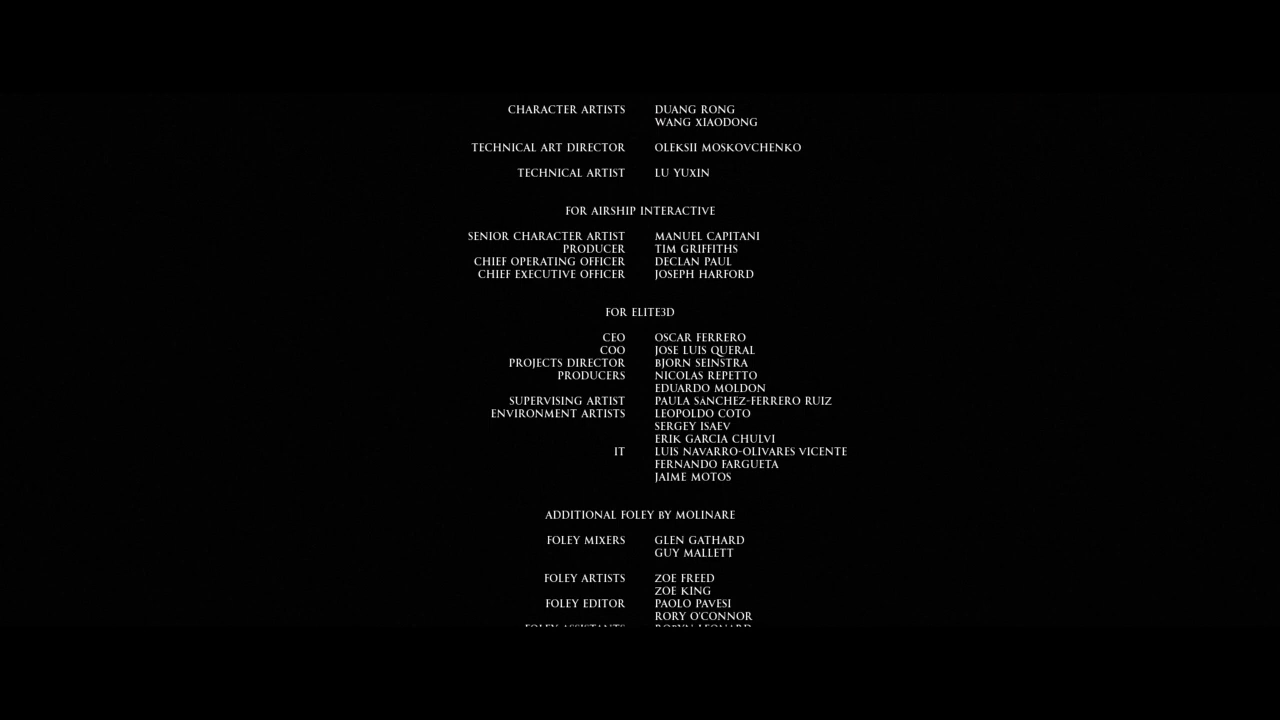 CHARACTER ARTISTS DUANG RONG
WANG XIAODONG
TECHNICAL ART DIRECTOR OLEKSII MOSKOVCHENKO
TECHNICAL ARTIST LU YUXIN
FOR AIRSHIP INTERACTIVE
SENIOR CHARACTER ARTIST MANUEL CAPITANI
PRODUCER TIM GRIFFITHS
CHIEF OPERATING OFFICER DECLAN PAUL
CHIEF EXECUTIVE OFFICER JOSEPH HARFORD
FOR ELITE3D
CEO OSCAR FERRERO
COO JOSE LUIS QUERAL
PROJECTS DIRECTOR BJORN SEINSTRA
PRODUCERS NICOLAS REPETTO
EDUARDO MOLDON
SUPERVISING ARTIST PAULA SáNCHEZ-FERRERO RUIZ
ENVIRONMENT ARTISTS LEOPOLDO COTO
SERGEY ISAEV
ERIK GARCIA CHULVI
IT LUIS NAVARRO-OLIVARES VICENTE
FERNANDO FARGUETA
JAIME MOTOS
ADDITIONAL FOLEY BY MOLINARE
FOLEY MIXERS GLEN GATHARD
GUY MALLETT
FOLEY ARTISTS ZOE FREED
ZOE KING
FOLEY EDITOR PAOLO PAVESI
RORY O'CONNOR
FOLEY ASSISTANTS ROBYN LEONARD